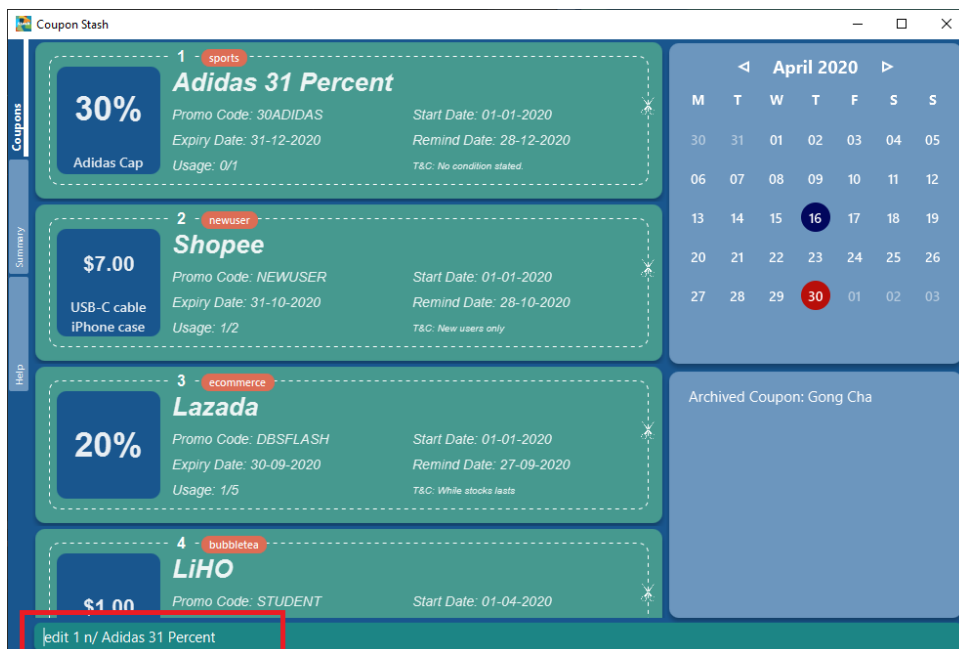 Coupon Stash
Coupons
Summary
Help
1 - sports
Adidas 31 Percent
30%
Adidas Cap
Promo Code: 30ADIDAS
Start Date: 01-01-2020
Expiry Date: 31-12-2020
Remind Date: 28-12-2020
Usage: 0/1
T&C: No condition stated.
2 - newuser
Shopee
$7.00
USB-C cable
iPhone case
Promo Code: NEWUSER
Start Date: 01-01-2020
Expiry Date: 31-10-2020
Remind Date: 28-10-2020
Usage: 1/2
T&C: New users only
3 - ecommerce
Lazada
20%
Promo Code: DBSFLASH
Start Date: 01-01-2020
Expiry Date: 30-09-2020
Remind Date: 27-09-2020
Usage: 1/5
T&C: While stocks lasts
4 - bubbletea
LiHO
$1.00
Promo Code: STUDENT
Start Date: 01-04-2020
edit 1 n/ Adidas 31 Percent
April 2020
M T W T F S S
30 31 01 02 03 04 05
06 07 08 09 10 11 12
13 14 15 16 17 18 19
20 21 22 23 24 25 26
27 28 29 30 01 02 03
Archived Coupon: Gong Cha